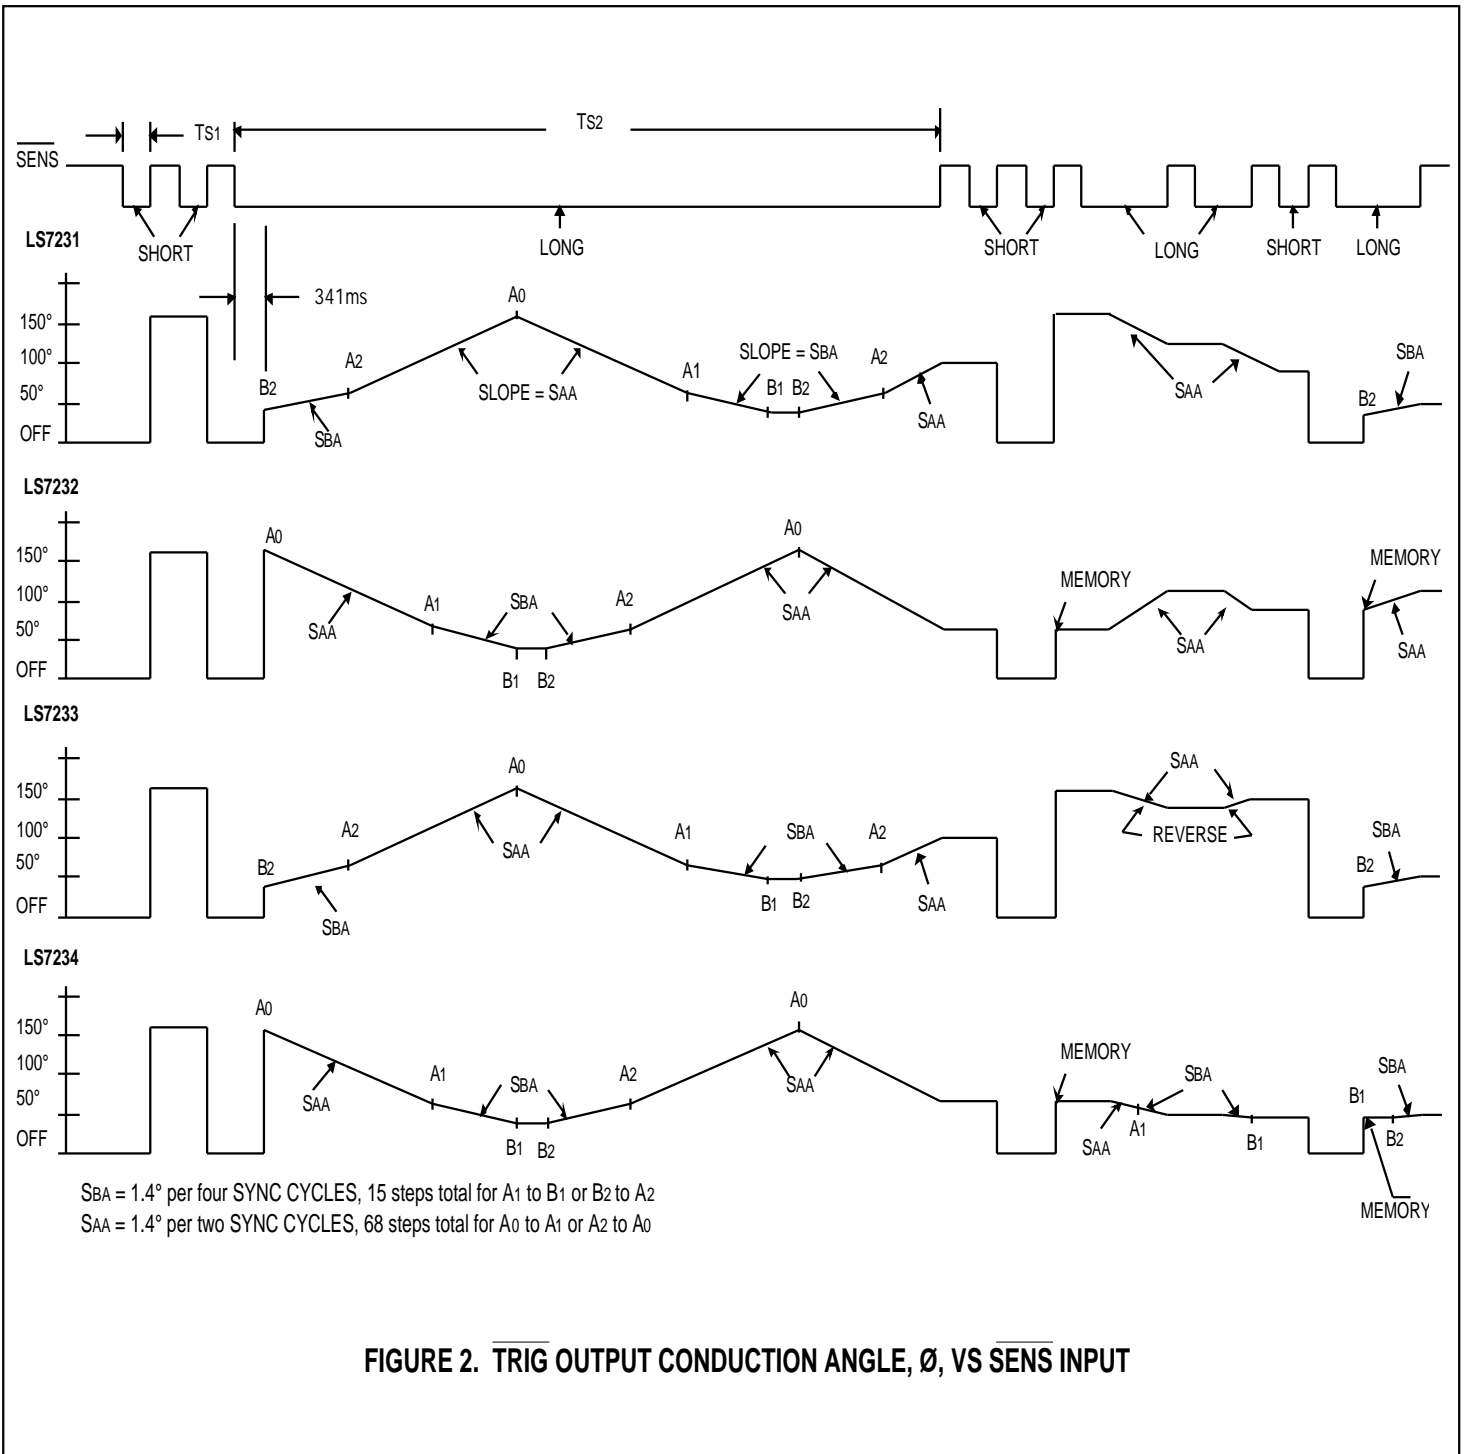 TS1
TS2
SENS
SHORT
LONG
SHORT
LONG
SHORT
LONG
LS7231
341ms
150°
100°
50°
OFF
B2
SBA
A2
A0
SLOPE = SAA
A1
SLOPE = SBA
B1 B2
A2
SAA
SAA
B2
SBA
LS7232
150°
100°
50°
OFF
A0
SAA
A1
SBA
B1 B2
A2
A0
SAA
MEMORY
SAA
MEMORY
SAA
LS7233
150°
100°
50°
OFF
B2
SBA
A2
A0
SAA
A1
SBA
B1 B2
A2
SAA
SAA
REVERSE
B2
SBA
LS7234
150°
100°
50°
OFF
A0
SAA
A1
SBA
B1 B2
A2
A0
SAA
MEMORY
SAA
A1
SBA
B1
B1
SBA
B2
MEMORY
SBA = 1.4° per four SYNC CYCLES, 15 steps total for A1 to B1 or B2 to A2
SAA = 1.4° per two SYNC CYCLES, 68 steps total for A0 to A1 or A2 to A0
FIGURE 2. TRIG OUTPUT CONDUCTION ANGLE, Ø, VS SENS INPUT